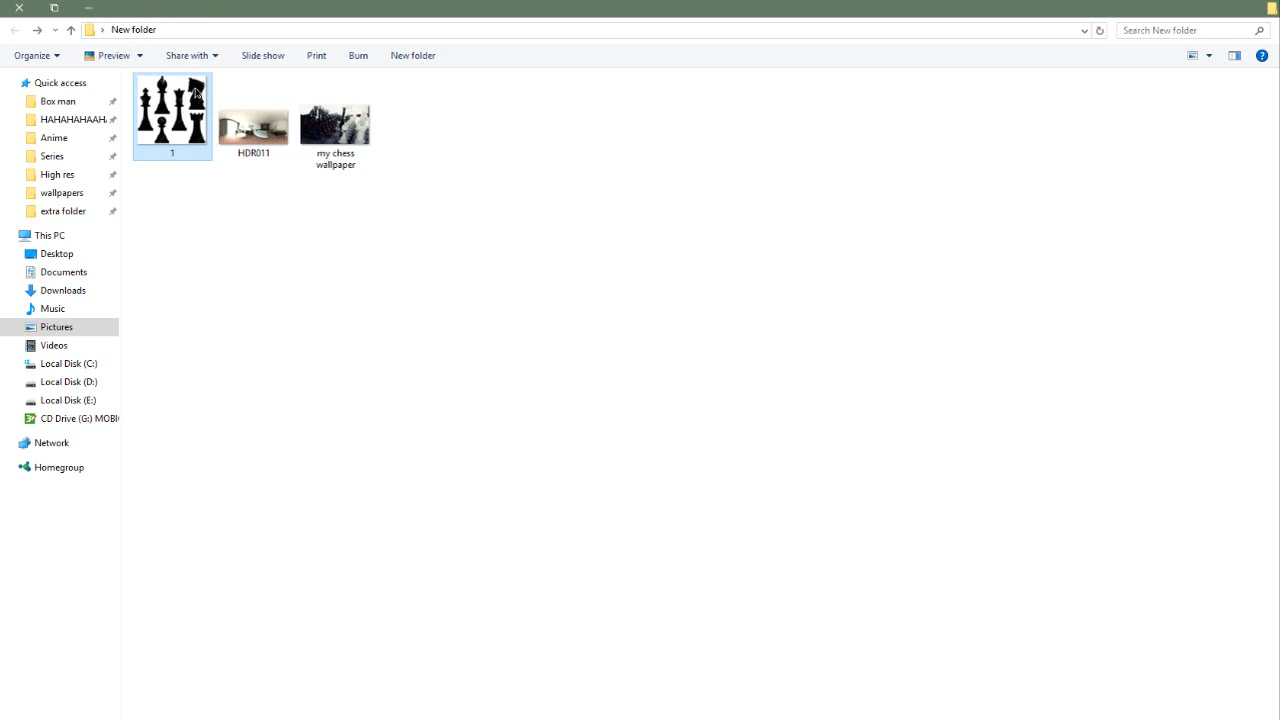 New folder
Search New folder
Organize
Preview
Share with
Slide show
Print
Burn
New folder
Quick access
Box man
HAHAHAHAAH
Anime
Series
High res
wallpapers
extra folder
This PC
Desktop
Documents
Downloads
Music
Pictures
Videos
Local Disk (C:)
Local Disk (D:)
Local Disk (E:)
CD Drive (G:) MOBI
Network
Homegroup
1
HDR011
my chess
wallpaper